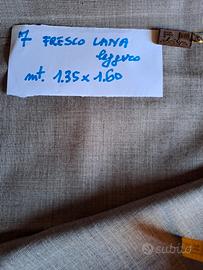 7 FRESCO LANA
leggero
mt. 1.35 x 1.60
subito